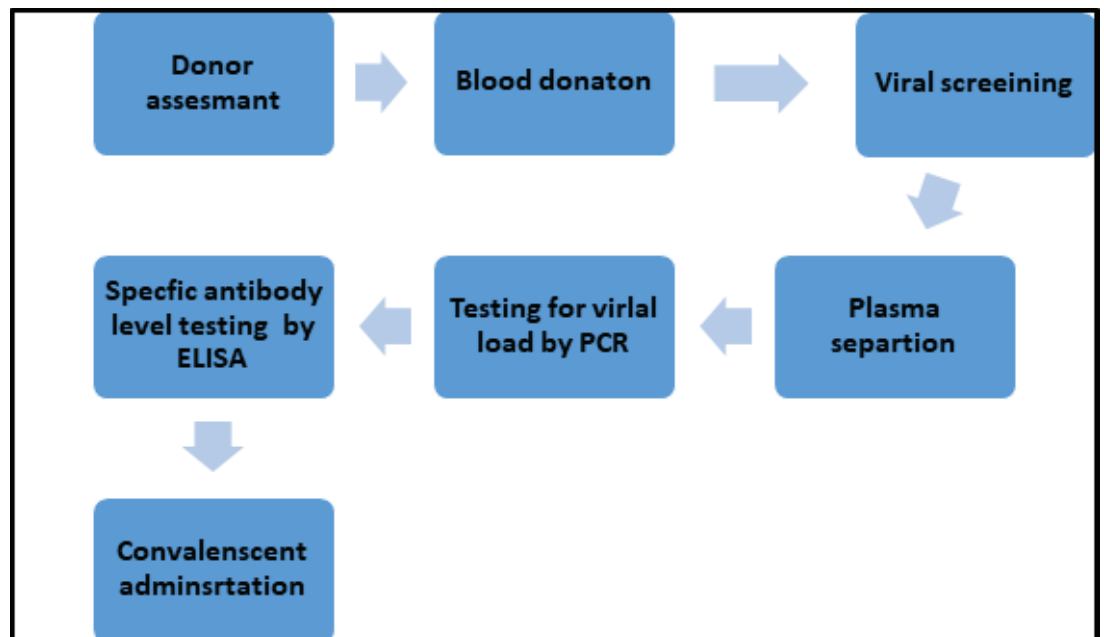 Donor
assesmant
Blood donaton
Viral screeining
Plasma
separtion
Testing for virlal
load by PCR
Specfic antibody
level testing by
ELISA
Convalenscent
adminsrtation